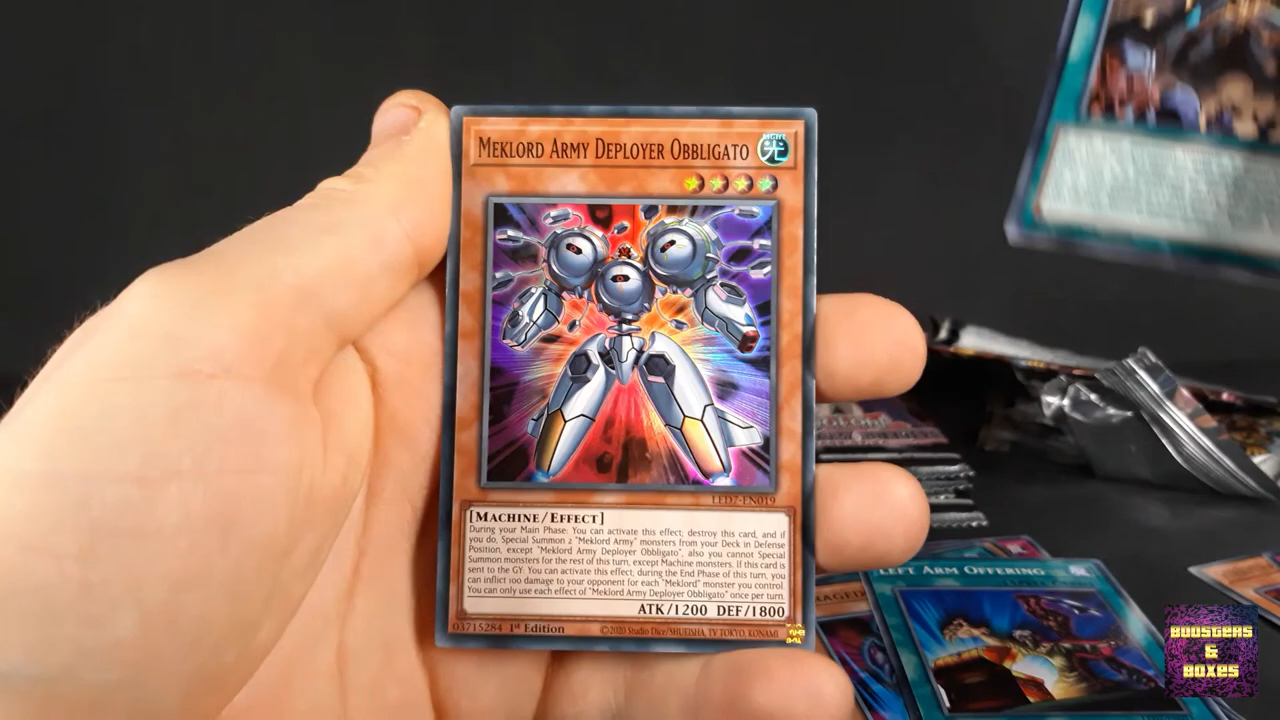 MEKLORD ARMY DEPLOYER OBBLIGATO
LIGHT
光
LED7-EN019
[MACHINE/EFFECT]
During your Main Phase: You can activate this effect; destroy this card, and if
you do, Special Summon 2 "Meklord Army" monsters from your Deck in Defense
Position, except "Meklord Army Deployer Obbligato", also you cannot Special
Summon monsters for the rest of this turn, except Machine monsters. If this card is
sent to the GY: You can activate this effect; during the End Phase of this turn, you
can inflict 100 damage to your opponent for each "Meklord" monster you control.
You can only use each effect of "Meklord Army Deployer Obbligato" once per turn.
ATK/1200 DEF/1800
03715284 1st Edition ©2020 Studio Dice/SHUEISHA, TV TOKYO, KONAMI
LEFT ARM OFFERING
BOOSTERS
&
BOXES